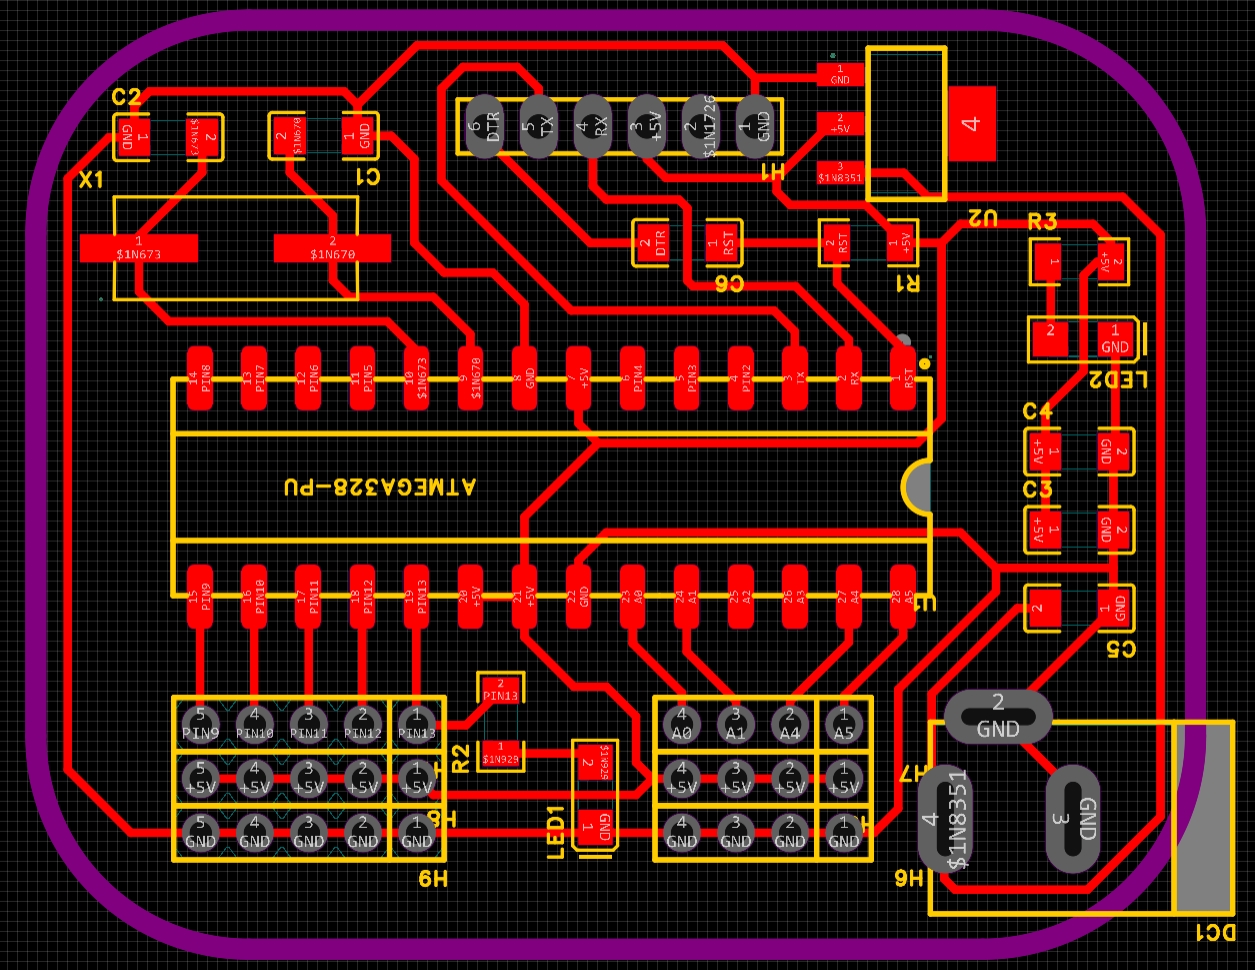 C2
GND 1
$1N673 2
2 $1N670
1 GND
C1
X1
1 $1N673
2 $1N670
6 DTR
5 TX
4 RX
3 +5V
2 $1N1726
1 GND
H1
1 GND
2 +5V
3 $1N8351
4
U2
2 DTR
1 RST
C6
2 RST
1 +5V
R1
R3
1
2 +5V
2
1 GND
LED2
14 PIN8
13 PIN7
12 PIN6
11 PIN5
10 $1N673
9 $1N670
8 GND
7 +5V
6 PIN4
5 PIN3
4 PIN2
3 TX
2 RX
1 RST
ATMEGA328-PU
C4
+5V 1
GND 2
C3
+5V 1
GND 2
15 PIN9
16 PIN10
17 PIN11
18 PIN12
19 PIN13
20 +5V
21 +5V
22 GND
23 A0
24 A1
25 A2
26 A3
27 A4
28 A5
U1
2
1 GND
C5
2 PIN13
1 $1N929
R2
5 PIN9
4 PIN10
3 PIN11
2 PIN12
1 PIN13
5 +5V
4 +5V
3 +5V
2 +5V
1 +5V
5 GND
4 GND
3 GND
2 GND
1 GND
H8
H9
2 $1N929
1 GND
LED1
4 A0
3 A1
2 A4
1 A5
4 +5V
3 +5V
2 +5V
1 +5V
4 GND
3 GND
2 GND
1 GND
H7
H6
2 GND
4 $1N8351
3 GND
DC1